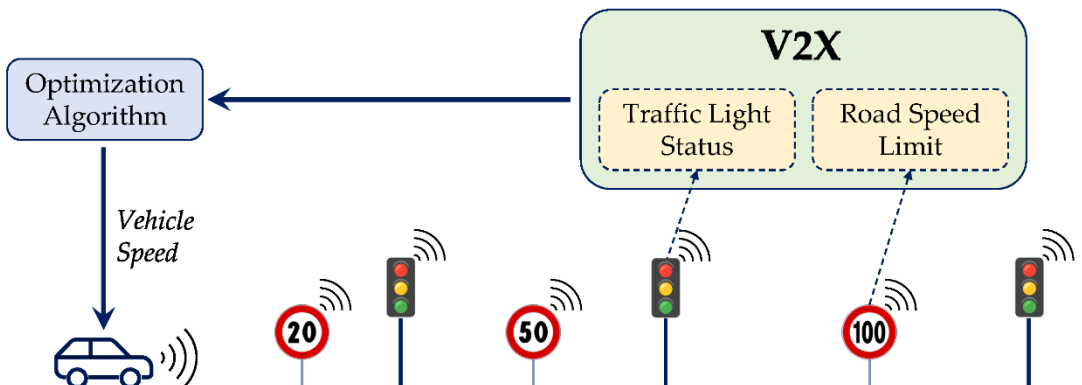 V2X
Optimization
Algorithm
Traffic Light
Status
Road Speed
Limit
Vehicle
Speed
20
50
100